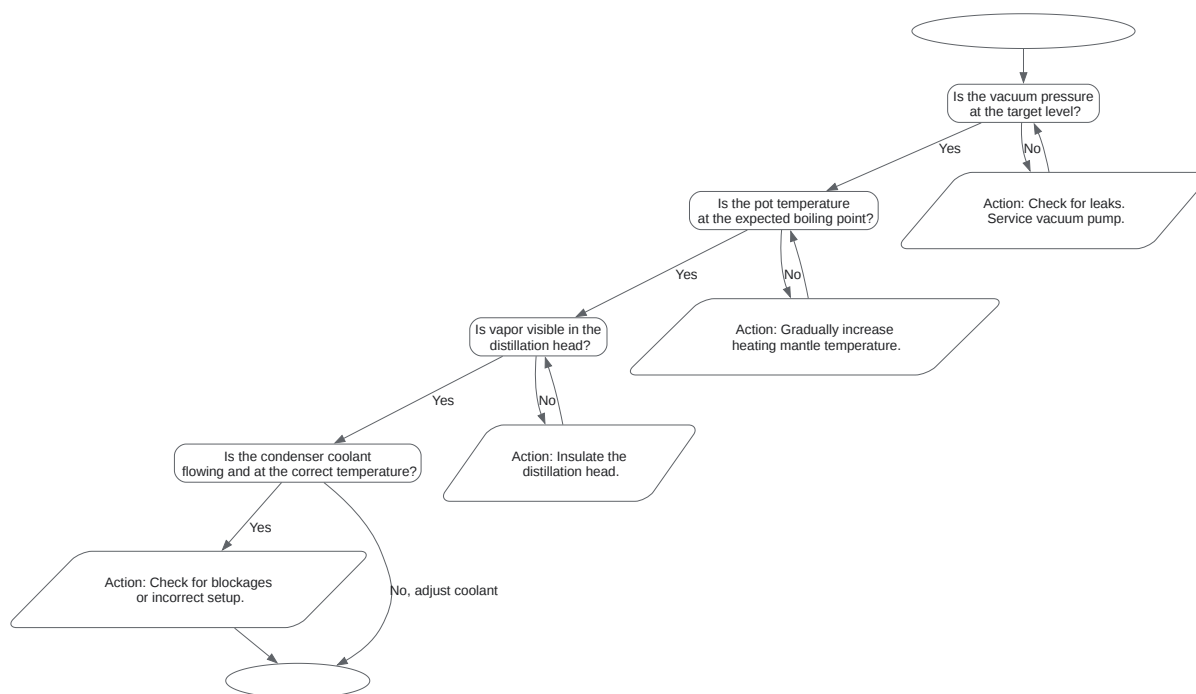 Is the vacuum pressure
at the target level?
Yes
No
Action: Check for leaks.
Service vacuum pump.
Is the pot temperature
at the expected boiling point?
Yes
No
Action: Gradually increase
heating mantle temperature.
Is vapor visible in the
distillation head?
Yes
No
Action: Insulate the
distillation head.
Is the condenser coolant
flowing and at the correct temperature?
Yes
Action: Check for blockages
or incorrect setup.
No, adjust coolant